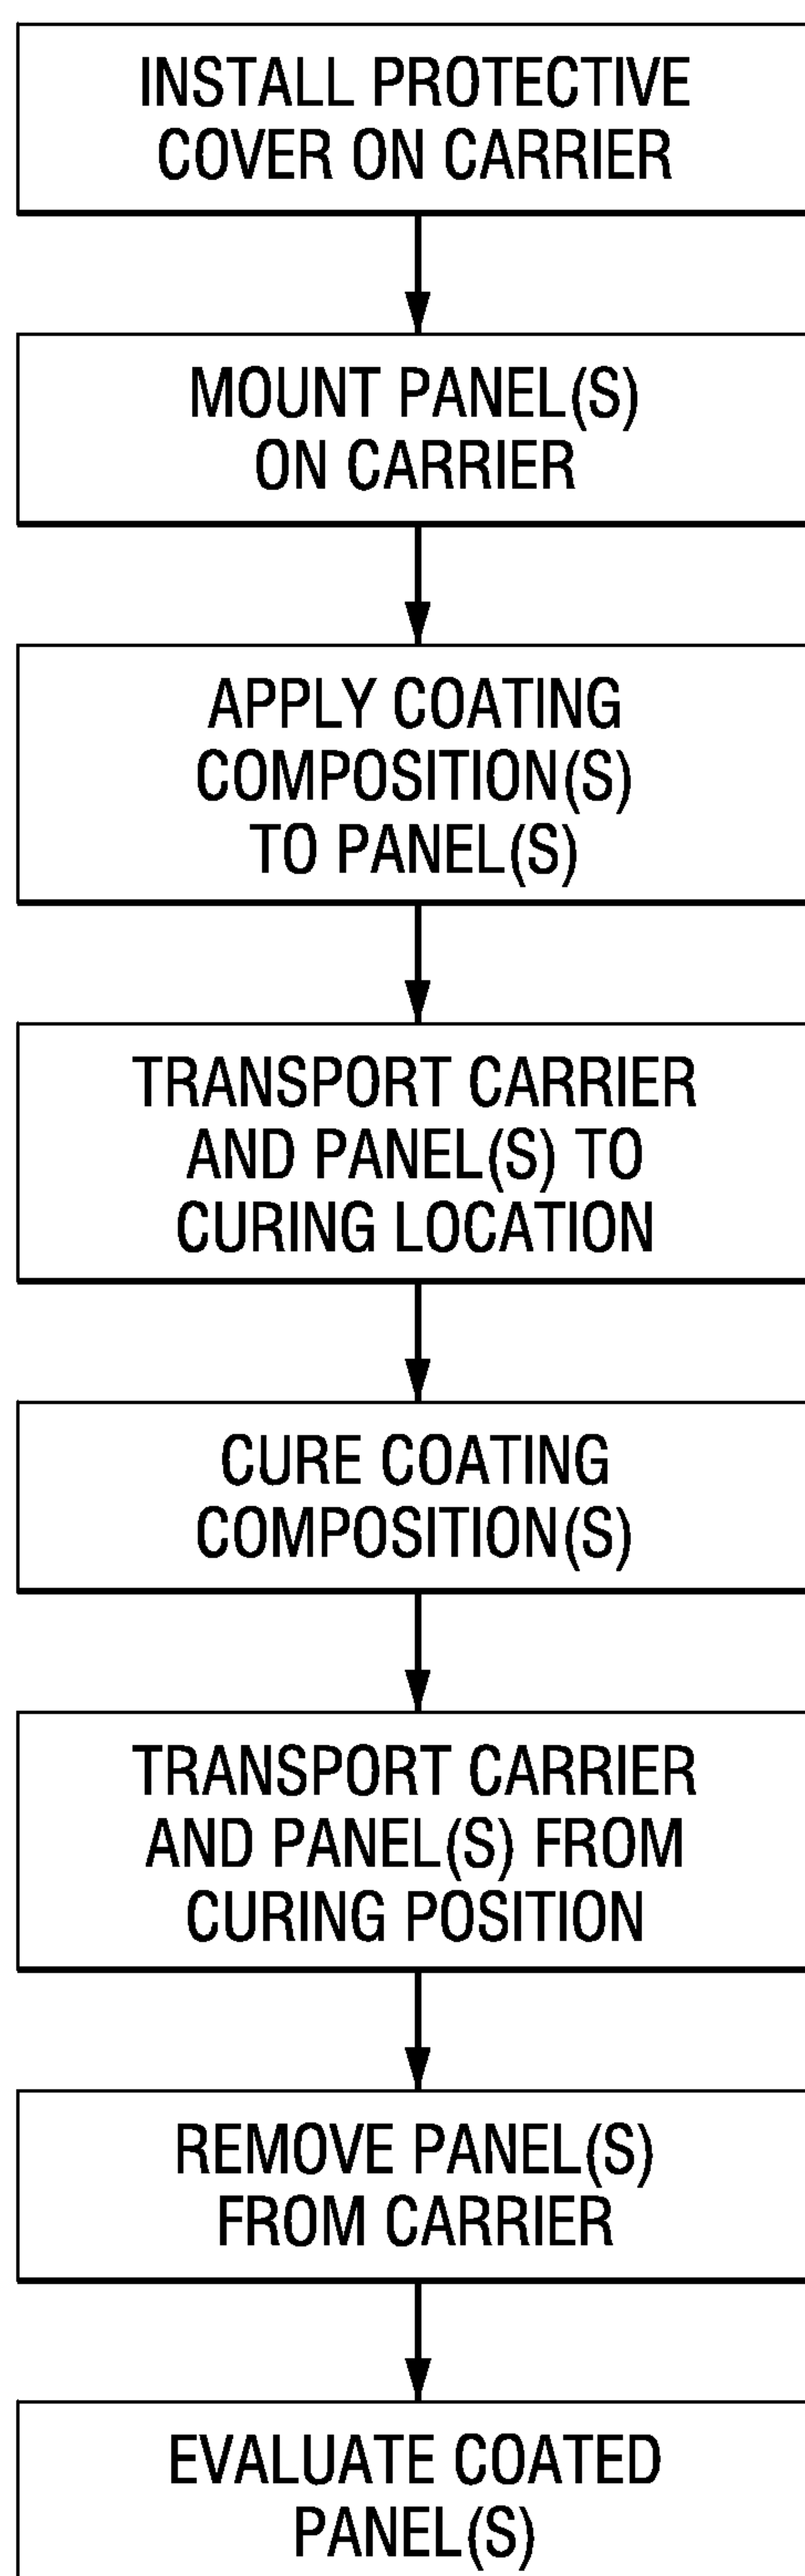 INSTALL PROTECTIVE
COVER ON CARRIER
MOUNT PANEL(S)
ON CARRIER
APPLY COATING
COMPOSITION(S)
TO PANEL(S)
TRANSPORT CARRIER
AND PANEL(S) TO
CURING LOCATION
CURE COATING
COMPOSITION(S)
TRANSPORT CARRIER
AND PANEL(S) FROM
CURING POSITION
REMOVE PANEL(S)
FROM CARRIER
EVALUATE COATED
PANEL(S)